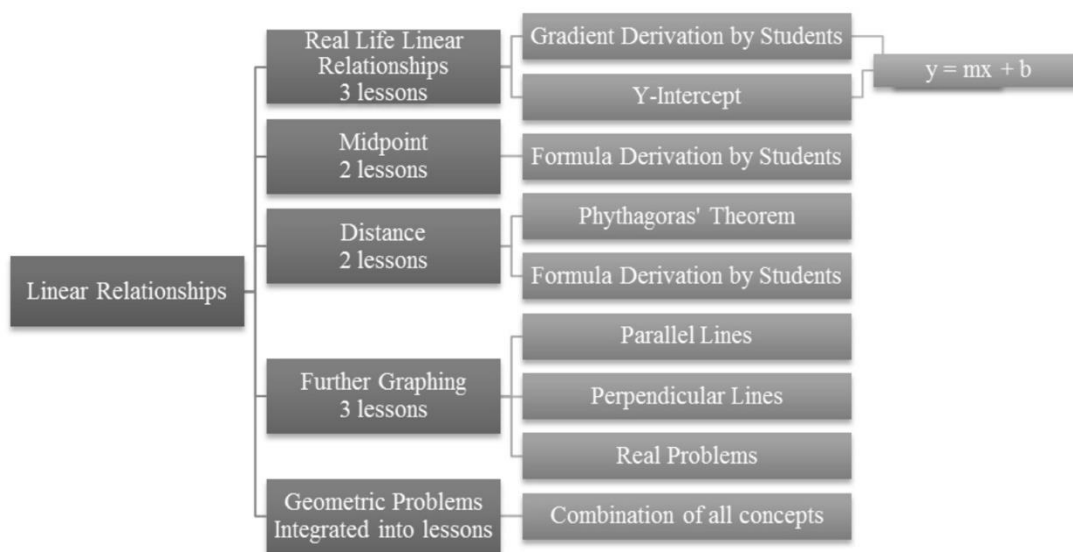 Linear Relationships
Real Life Linear
Relationships
3 lessons
Gradient Derivation by Students
Y-Intercept
y = mx + b
Midpoint
2 lessons
Formula Derivation by Students
Distance
2 lessons
Phythagoras' Theorem
Formula Derivation by Students
Further Graphing
3 lessons
Parallel Lines
Perpendicular Lines
Real Problems
Geometric Problems
Integrated into lessons
Combination of all concepts